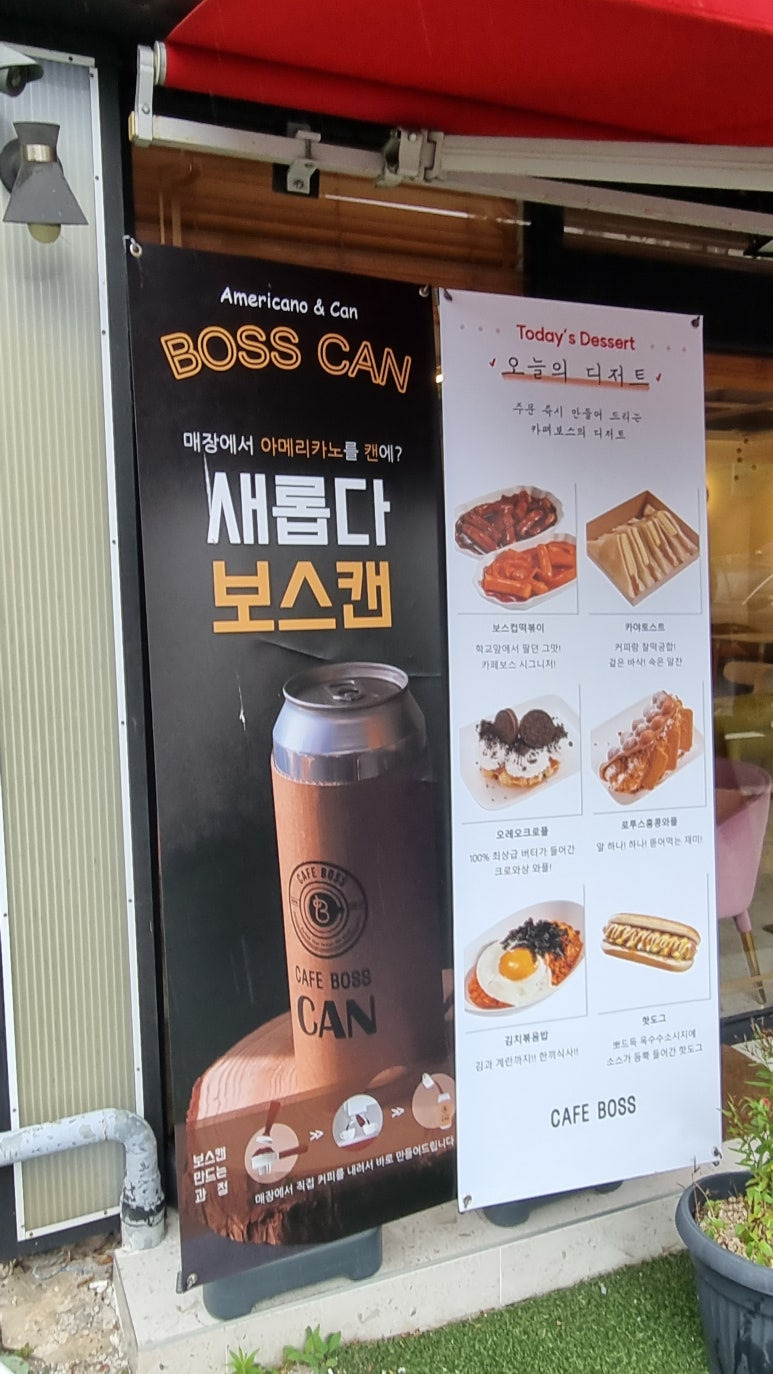 Americano & Can
BOSS CAN
매장에서 아메리카노를 캔에?
새롭다
보스캔
CAFE BOSS
B
CAFE BOSS
CAN
보스캔
만드는
과 정
매장에서 직접 커피를 내려서 바로 만들어드립니다
Today's Dessert
오늘의 디저트
주문 즉시 만들어 드리는
카페보스의 디저트
보스컵떡볶이
학교앞에서 팔던 그맛!
카페보스 시그니처!
카야토스트
커피랑 찰떡궁합!
겉은 바삭! 속은 달찬
오레오크로플
100% 최상급 버터가 들어간
크로와상 와플!
로투스홍콩와플
알 하나! 하나! 뜯어먹는 재미!
김치볶음밥
김과 계란까지!! 한끼식사!!
핫도그
뽀드득 옥수수소시지에
소스가 듬뿍 들어간 핫도그
CAFE BOSS